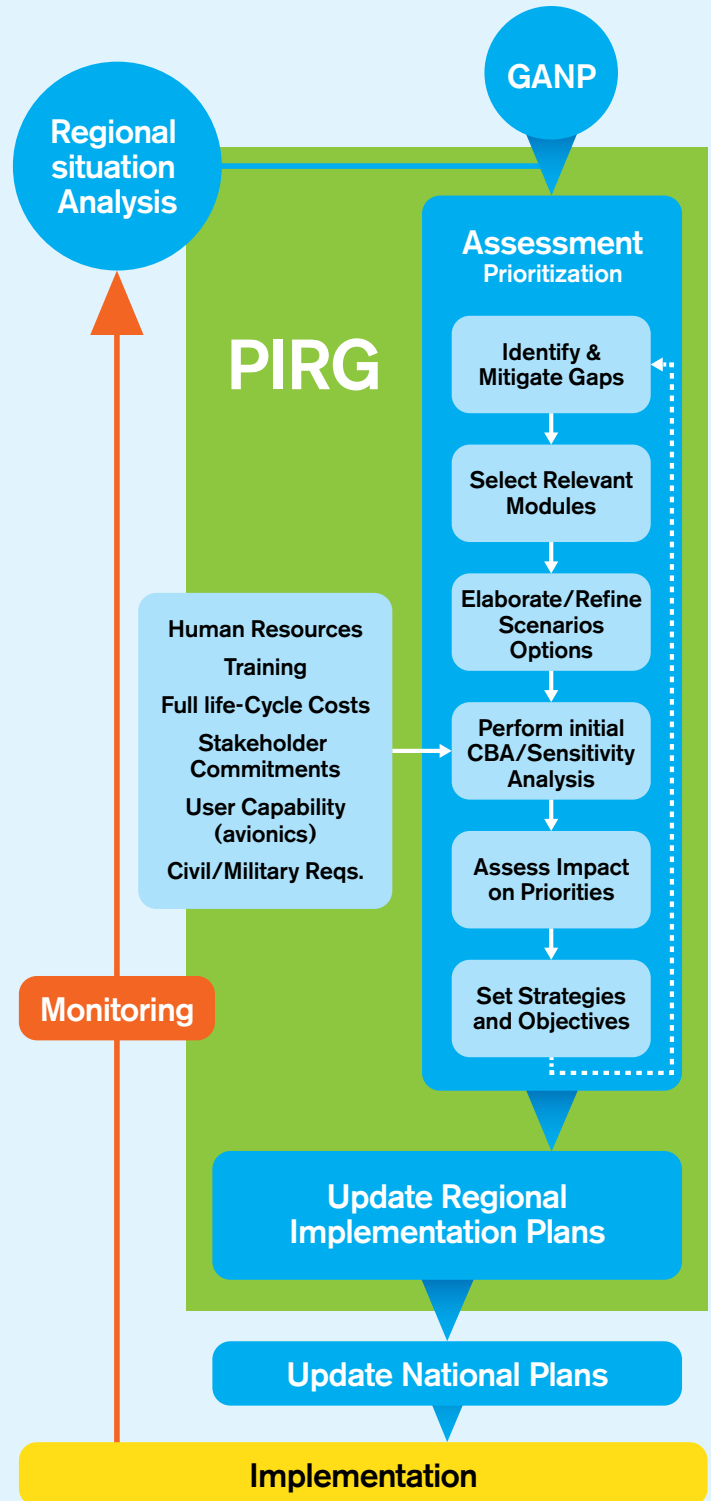 GANP
Regional
situation
Analysis
Assessment
Prioritization
PIRG
Identify &
Mitigate Gaps
Select Relevant
Modules
Elaborate/Refine
Scenarios
Options
Human Resources
Training
Full life-Cycle Costs
Stakeholder
Commitments
User Capability
(avionics)
Civil/Military Reqs.
Perform initial
CBA/Sensitivity
Analysis
Assess Impact
on Priorities
Set Strategies
and Objectives
Monitoring
Update Regional
Implementation Plans
Update National Plans
Implementation